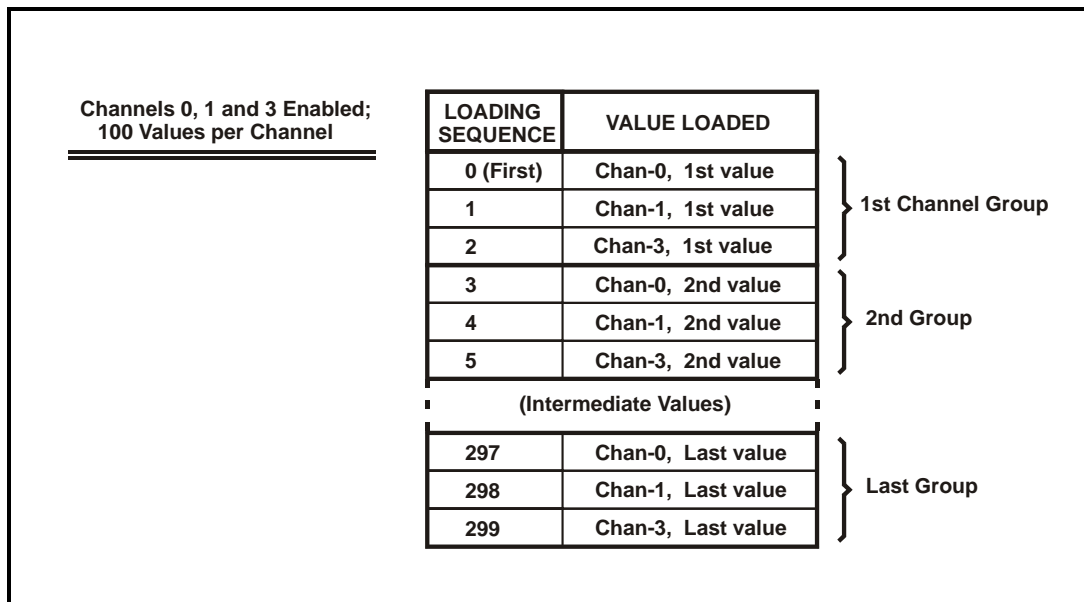 Channels 0, 1 and 3 Enabled;
100 Values per Channel
LOADING SEQUENCE VALUE LOADED
0 (First) Chan-0, 1st value
1 Chan-1, 1st value
2 Chan-3, 1st value
1st Channel Group
3 Chan-0, 2nd value
4 Chan-1, 2nd value
5 Chan-3, 2nd value
2nd Group
(Intermediate Values)
297 Chan-0, Last value
298 Chan-1, Last value
299 Chan-3, Last value
Last Group